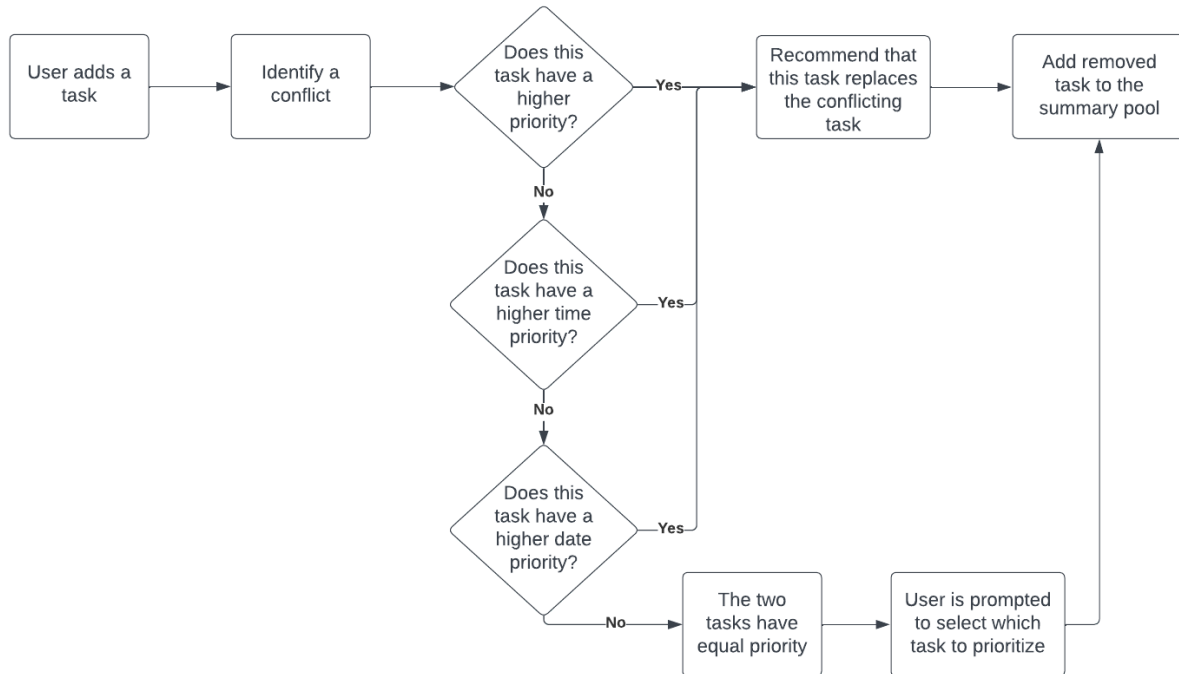 User adds a
task
Identify a
conflict
Does this
task have a
higher
priority?
Yes
Recommend that
this task replaces
the conflicting
task
Add removed
task to the
summary pool
No
Does this
task have a
higher time
priority?
Yes
No
Does this
task have a
higher date
priority?
Yes
No
The two
tasks have
equal priority
User is prompted
to select which
task to prioritize